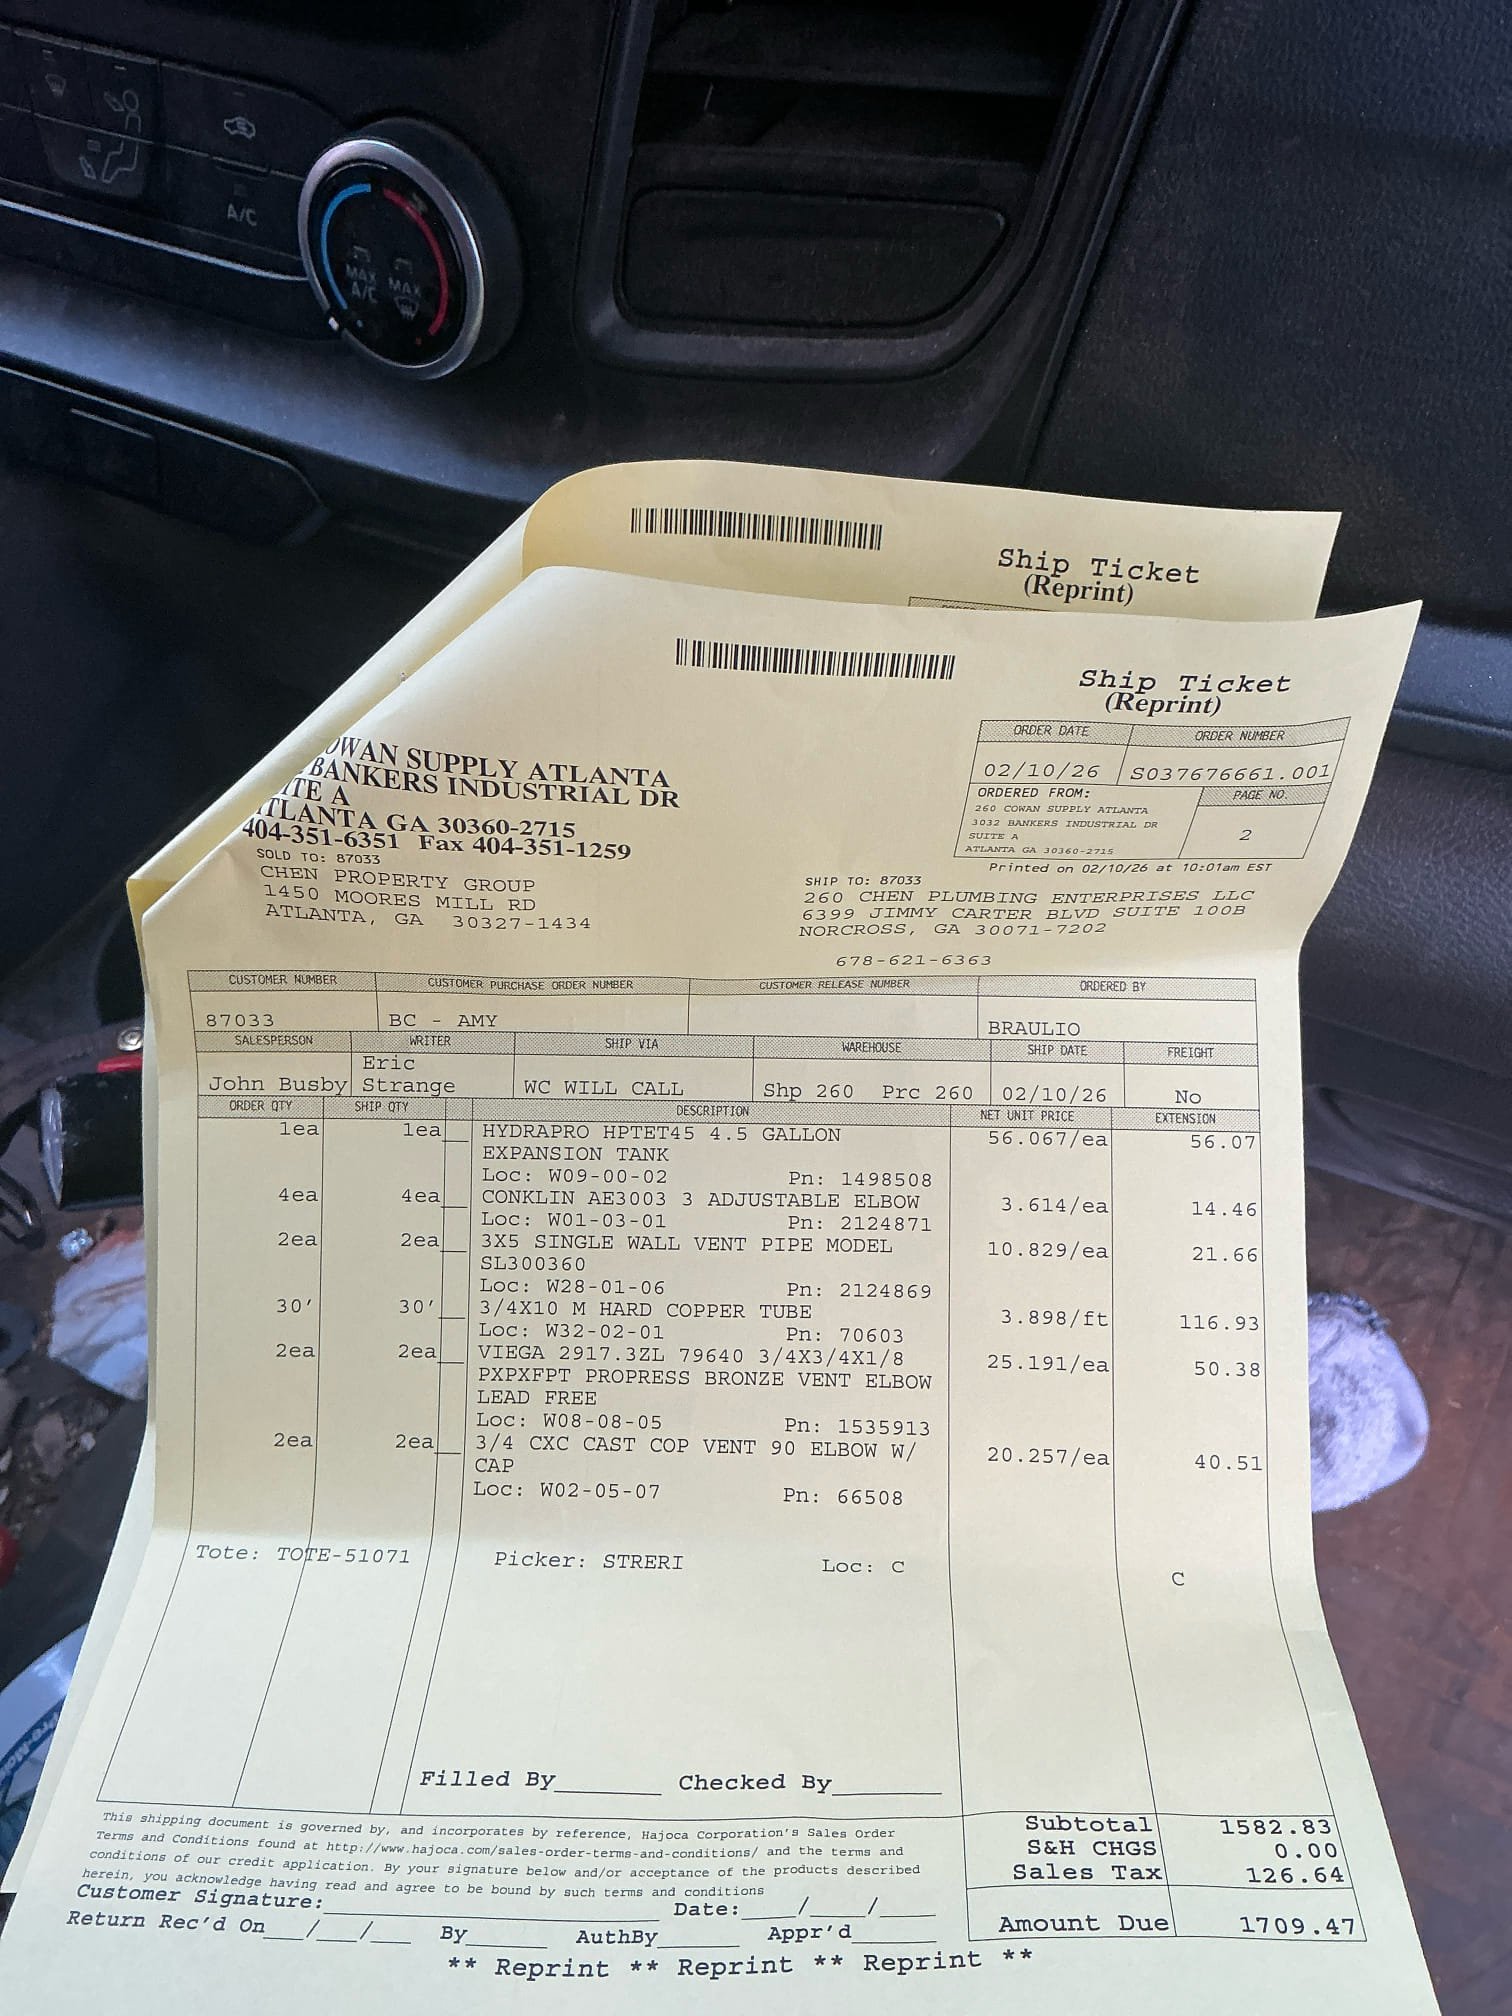 Ship Ticket
(Reprint)
Ship Ticket
(Reprint)
ORDER DATE ORDER NUMBER
02/10/26 S037676661.001
ORDERED FROM: PAGE NO.
260 COWAN SUPPLY ATLANTA
3032 BANKERS INDUSTRIAL DR
SUITE A
ATLANTA GA 30360-2715
2
Printed on 02/10/26 at 10:01am EST
OWAN SUPPLY ATLANTA
BANKERS INDUSTRIAL DR
ITE A
ATLANTA GA 30360-2715
404-351-6351 Fax 404-351-1259
SOLD TO: 87033
CHEN PROPERTY GROUP
1450 MOORES MILL RD
ATLANTA, GA 30327-1434
SHIP TO: 87033
260 CHEN PLUMBING ENTERPRISES LLC
6399 JIMMY CARTER BLVD SUITE 100B
NORCROSS, GA 30071-7202
678-621-6363
CUSTOMER NUMBER CUSTOMER PURCHASE ORDER NUMBER CUSTOMER RELEASE NUMBER ORDERED BY
87033 BC - AMY BRAULIO
SALESPERSON WRITER SHIP VIA WAREHOUSE SHIP DATE FREIGHT
John Busby Eric Strange WC WILL CALL Shp 260 Prc 260 02/10/26 No
ORDER QTY SHIP QTY DESCRIPTION NET UNIT PRICE EXTENSION
1ea 1ea HYDRAPRO HPTET45 4.5 GALLON 56.067/ea 56.07
EXPANSION TANK
Loc: W09-00-02 Pn: 1498508
4ea 4ea CONKLIN AE3003 3 ADJUSTABLE ELBOW 3.614/ea 14.46
Loc: W01-03-01 Pn: 2124871
2ea 2ea 3X5 SINGLE WALL VENT PIPE MODEL 10.829/ea 21.66
SL300360
Loc: W28-01-06 Pn: 2124869
30' 30' 3/4X10 M HARD COPPER TUBE 3.898/ft 116.93
Loc: W32-02-01 Pn: 70603
2ea 2ea VIEGA 2917.3ZL 79640 3/4X3/4X1/8 25.191/ea 50.38
PXPXFPT PROPRESS BRONZE VENT ELBOW
LEAD FREE
Loc: W08-08-05 Pn: 1535913
2ea 2ea 3/4 CXC CAST COP VENT 90 ELBOW W/ 20.257/ea 40.51
CAP
Loc: W02-05-07 Pn: 66508
Tote: TOTE-51071 Picker: STRERI Loc: C C
Filled By Checked By
This shipping document is governed by, and incorporates by reference, Hajoca Corporation's Sales Order
Terms and Conditions found at http://www.hajoca.com/sales-order-terms-and-conditions/ and the terms and
conditions of our credit application. By your signature below and/or acceptance of the products described
herein, you acknowledge having read and agree to be bound by such terms and conditions
Customer Signature: Date: / /
Return Rec'd On / / By AuthBy Appr'd
Subtotal 1582.83
S&H CHGS 0.00
Sales Tax 126.64
Amount Due 1709.47
** Reprint ** Reprint ** Reprint **
A/C
MAX A/C
MAX